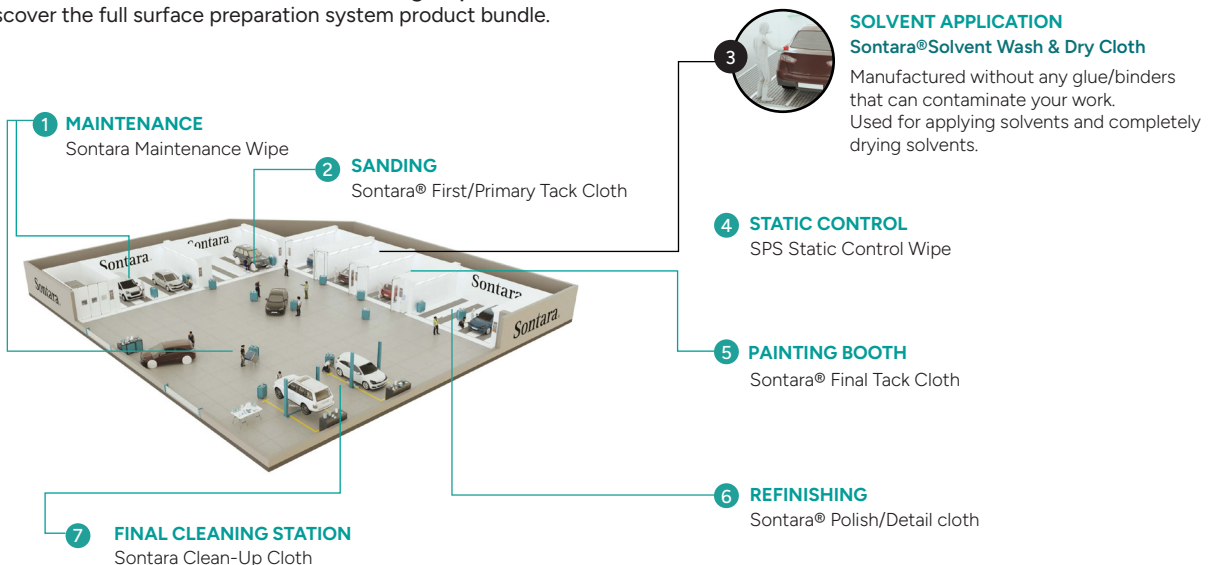 scover the full surface preparation system product bundle.
3
SOLVENT APPLICATION
Sontara®Solvent Wash & Dry Cloth
Manufactured without any glue/binders
that can contaminate your work.
Used for applying solvents and completely
drying solvents.
1 MAINTENANCE
Sontara Maintenance Wipe
2 SANDING
Sontara® First/Primary Tack Cloth
4 STATIC CONTROL
SPS Static Control Wipe
Sontara
Sontara
Sontara
Sontara
Sontara
5 PAINTING BOOTH
Sontara® Final Tack Cloth
6 REFINISHING
Sontara® Polish/Detail cloth
7 FINAL CLEANING STATION
Sontara Clean-Up Cloth